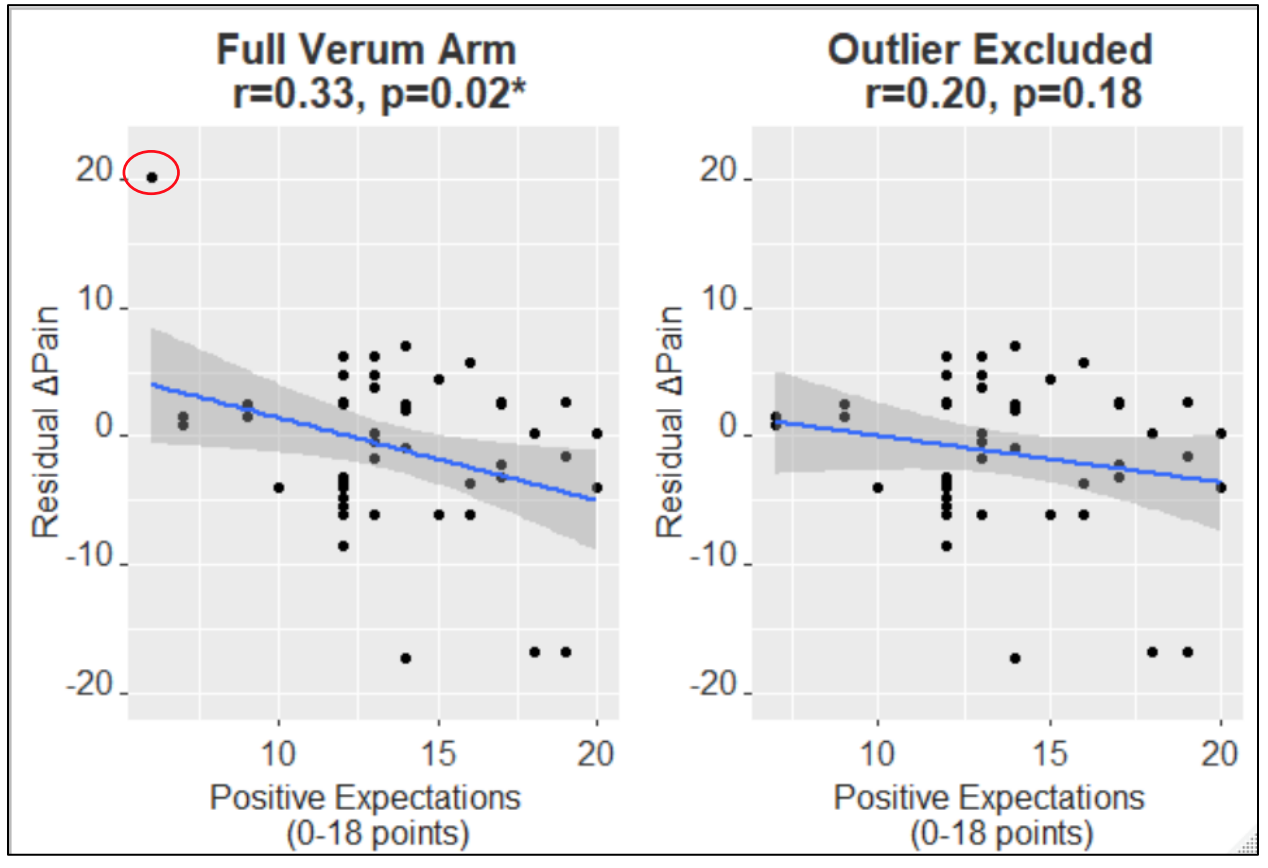 Full Verum Arm
r=0.33, p=0.02*
20
10
0
-10
-20
Residual ΔPain
10 15 20
Positive Expectations
(0-18 points)
Outlier Excluded
r=0.20, p=0.18
20
10
0
-10
-20
Residual ΔPain
10 15 20
Positive Expectations
(0-18 points)